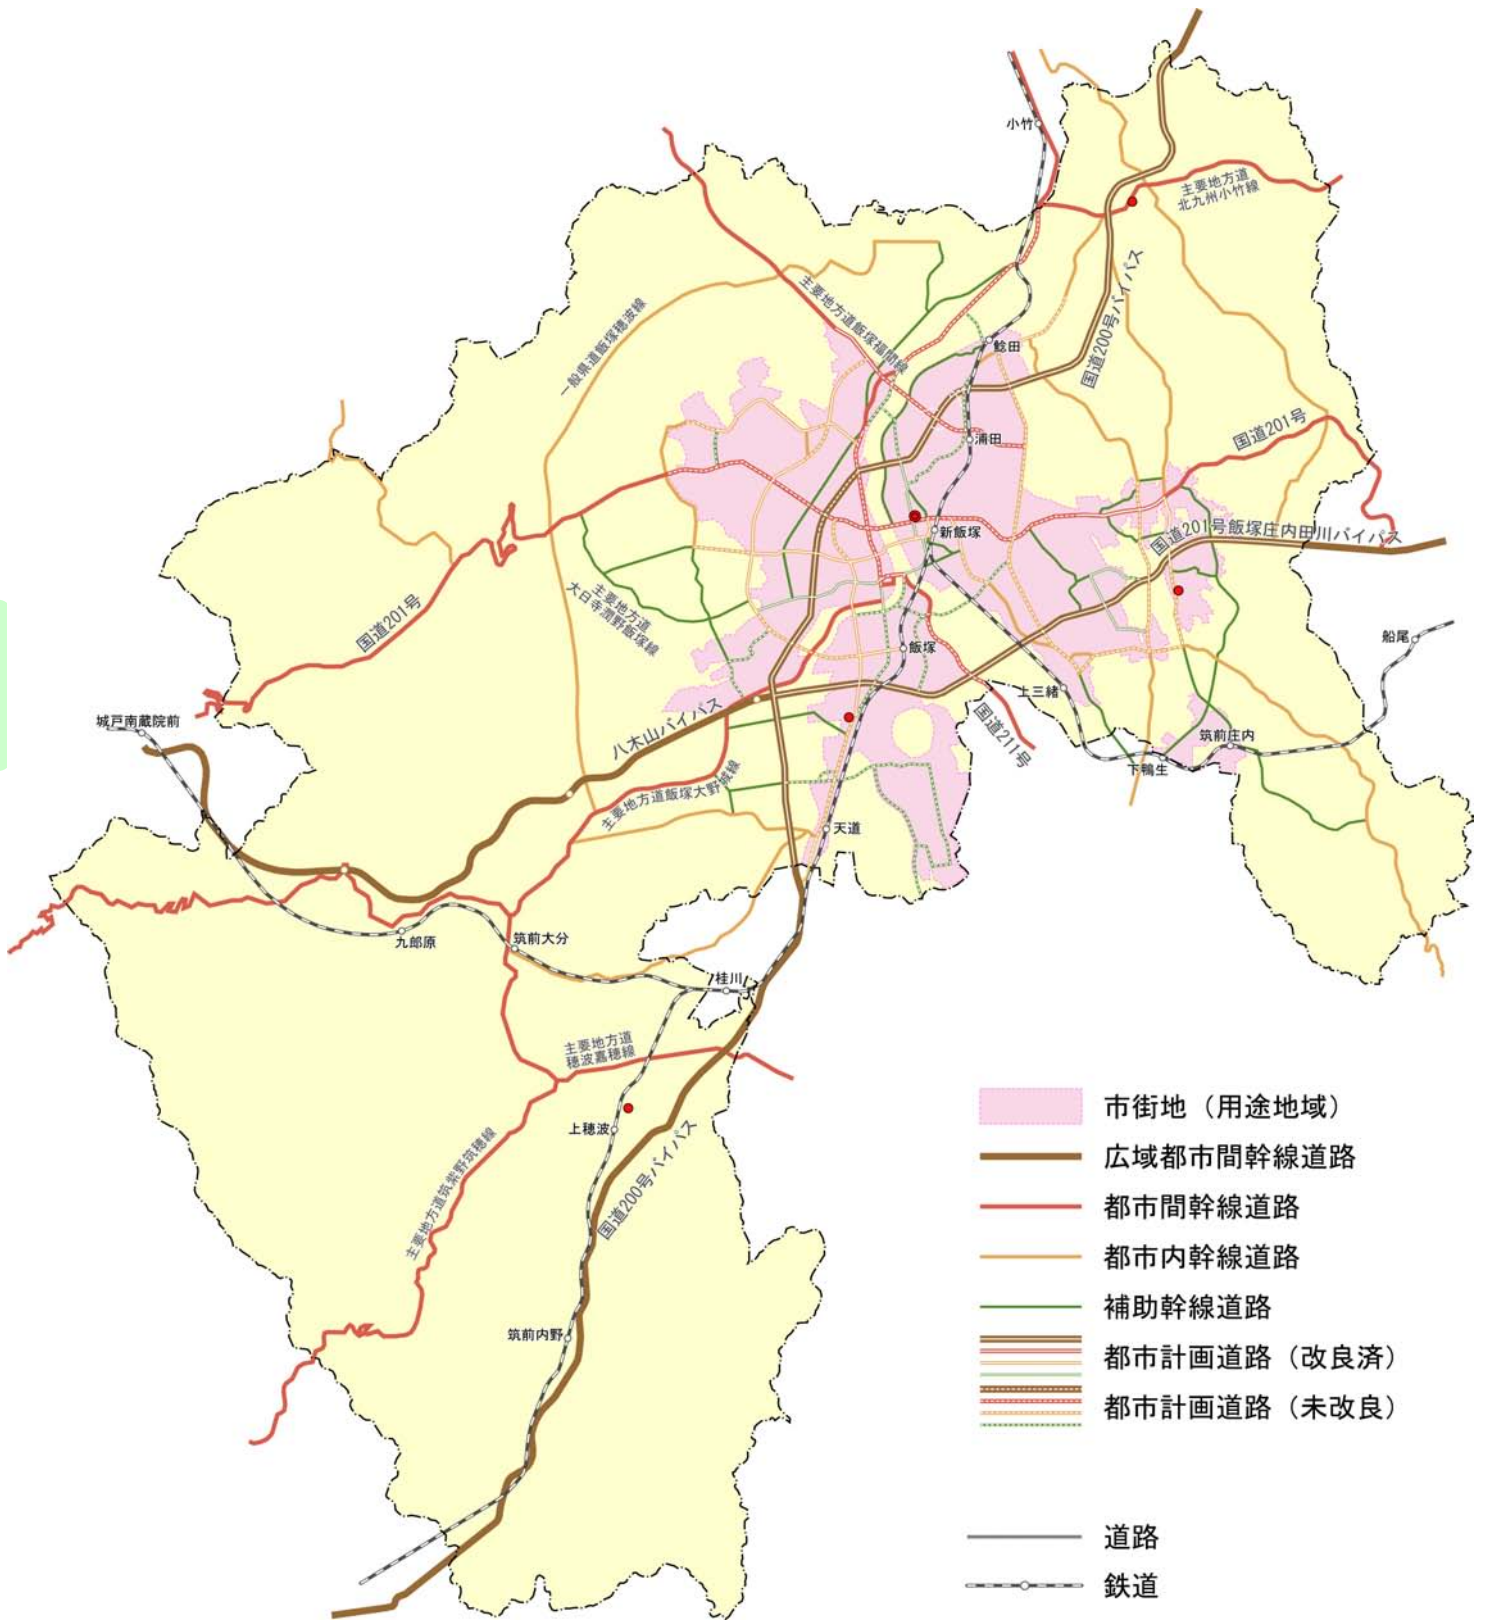 小竹
主要地方道
北九州小竹線
主要地方道飯塚福間線
一般県道飯塚穂波線
国道200号バイパス
鯰田
浦田
国道201号
新飯塚
国道201号飯塚庄内田川バイパス
主要地方道
大日寺潤野飯塚線
国道201号
船尾
飯塚
上三緒
城戸南蔵院前
八木山バイパス
国道211号
筑前庄内
下鴨生
主要地方道飯塚大野城線
天道
九郎原
筑前大分
桂川
主要地方道
穂波嘉穂線
上穂波
主要地方道筑紫野筑穂線
国道200号バイパス
筑前内野
市街地（用途地域）
広域都市間幹線道路
都市間幹線道路
都市内幹線道路
補助幹線道路
都市計画道路（改良済）
都市計画道路（未改良）
道路
鉄道